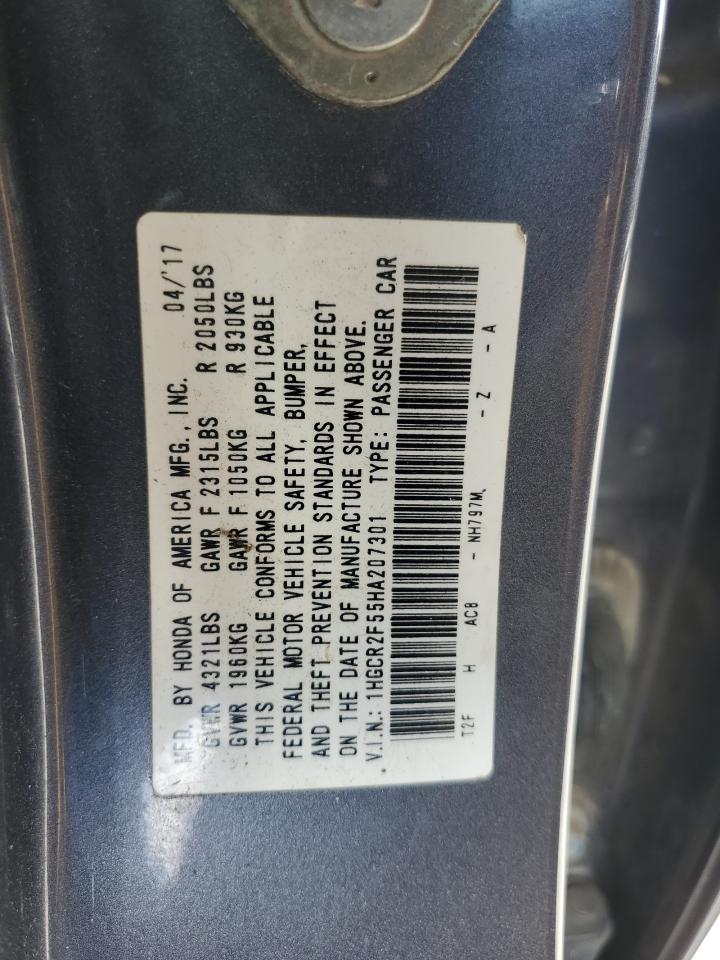 MFD. BY HONDA OF AMERICA MFG., INC. 04/'17
GVWR 4321LBS GAWR F 2315LBS R 2050LBS
GVWR 1960KG GAWR F 1050KG R 930KG
THIS VEHICLE CONFORMS TO ALL APPLICABLE
FEDERAL MOTOR VEHICLE SAFETY, BUMPER,
AND THEFT PREVENTION STANDARDS IN EFFECT
ON THE DATE OF MANUFACTURE SHOWN ABOVE.
V.I.N.: 1HGCR2F55HA207301 TYPE: PASSENGER CAR
T2F H AC8 - NH797M - Z - A